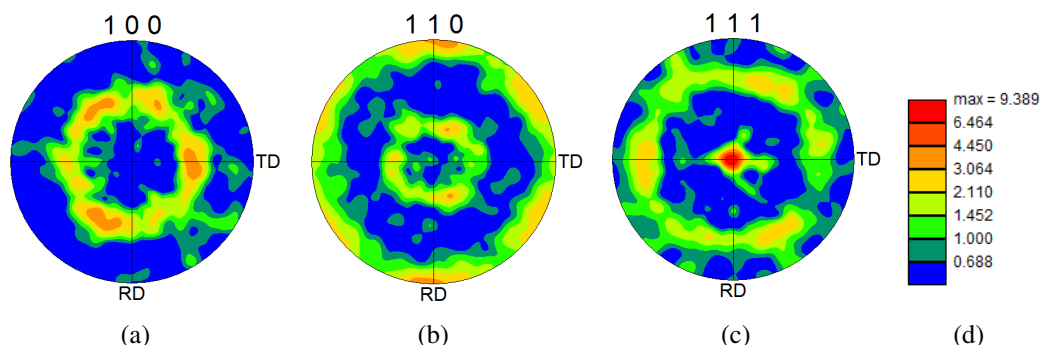 1 0 0
TD
RD
(a)
1 1 0
TD
RD
(b)
1 1 1
TD
RD
(c)
max = 9.389
6.464
4.450
3.064
2.110
1.452
1.000
0.688
(d)